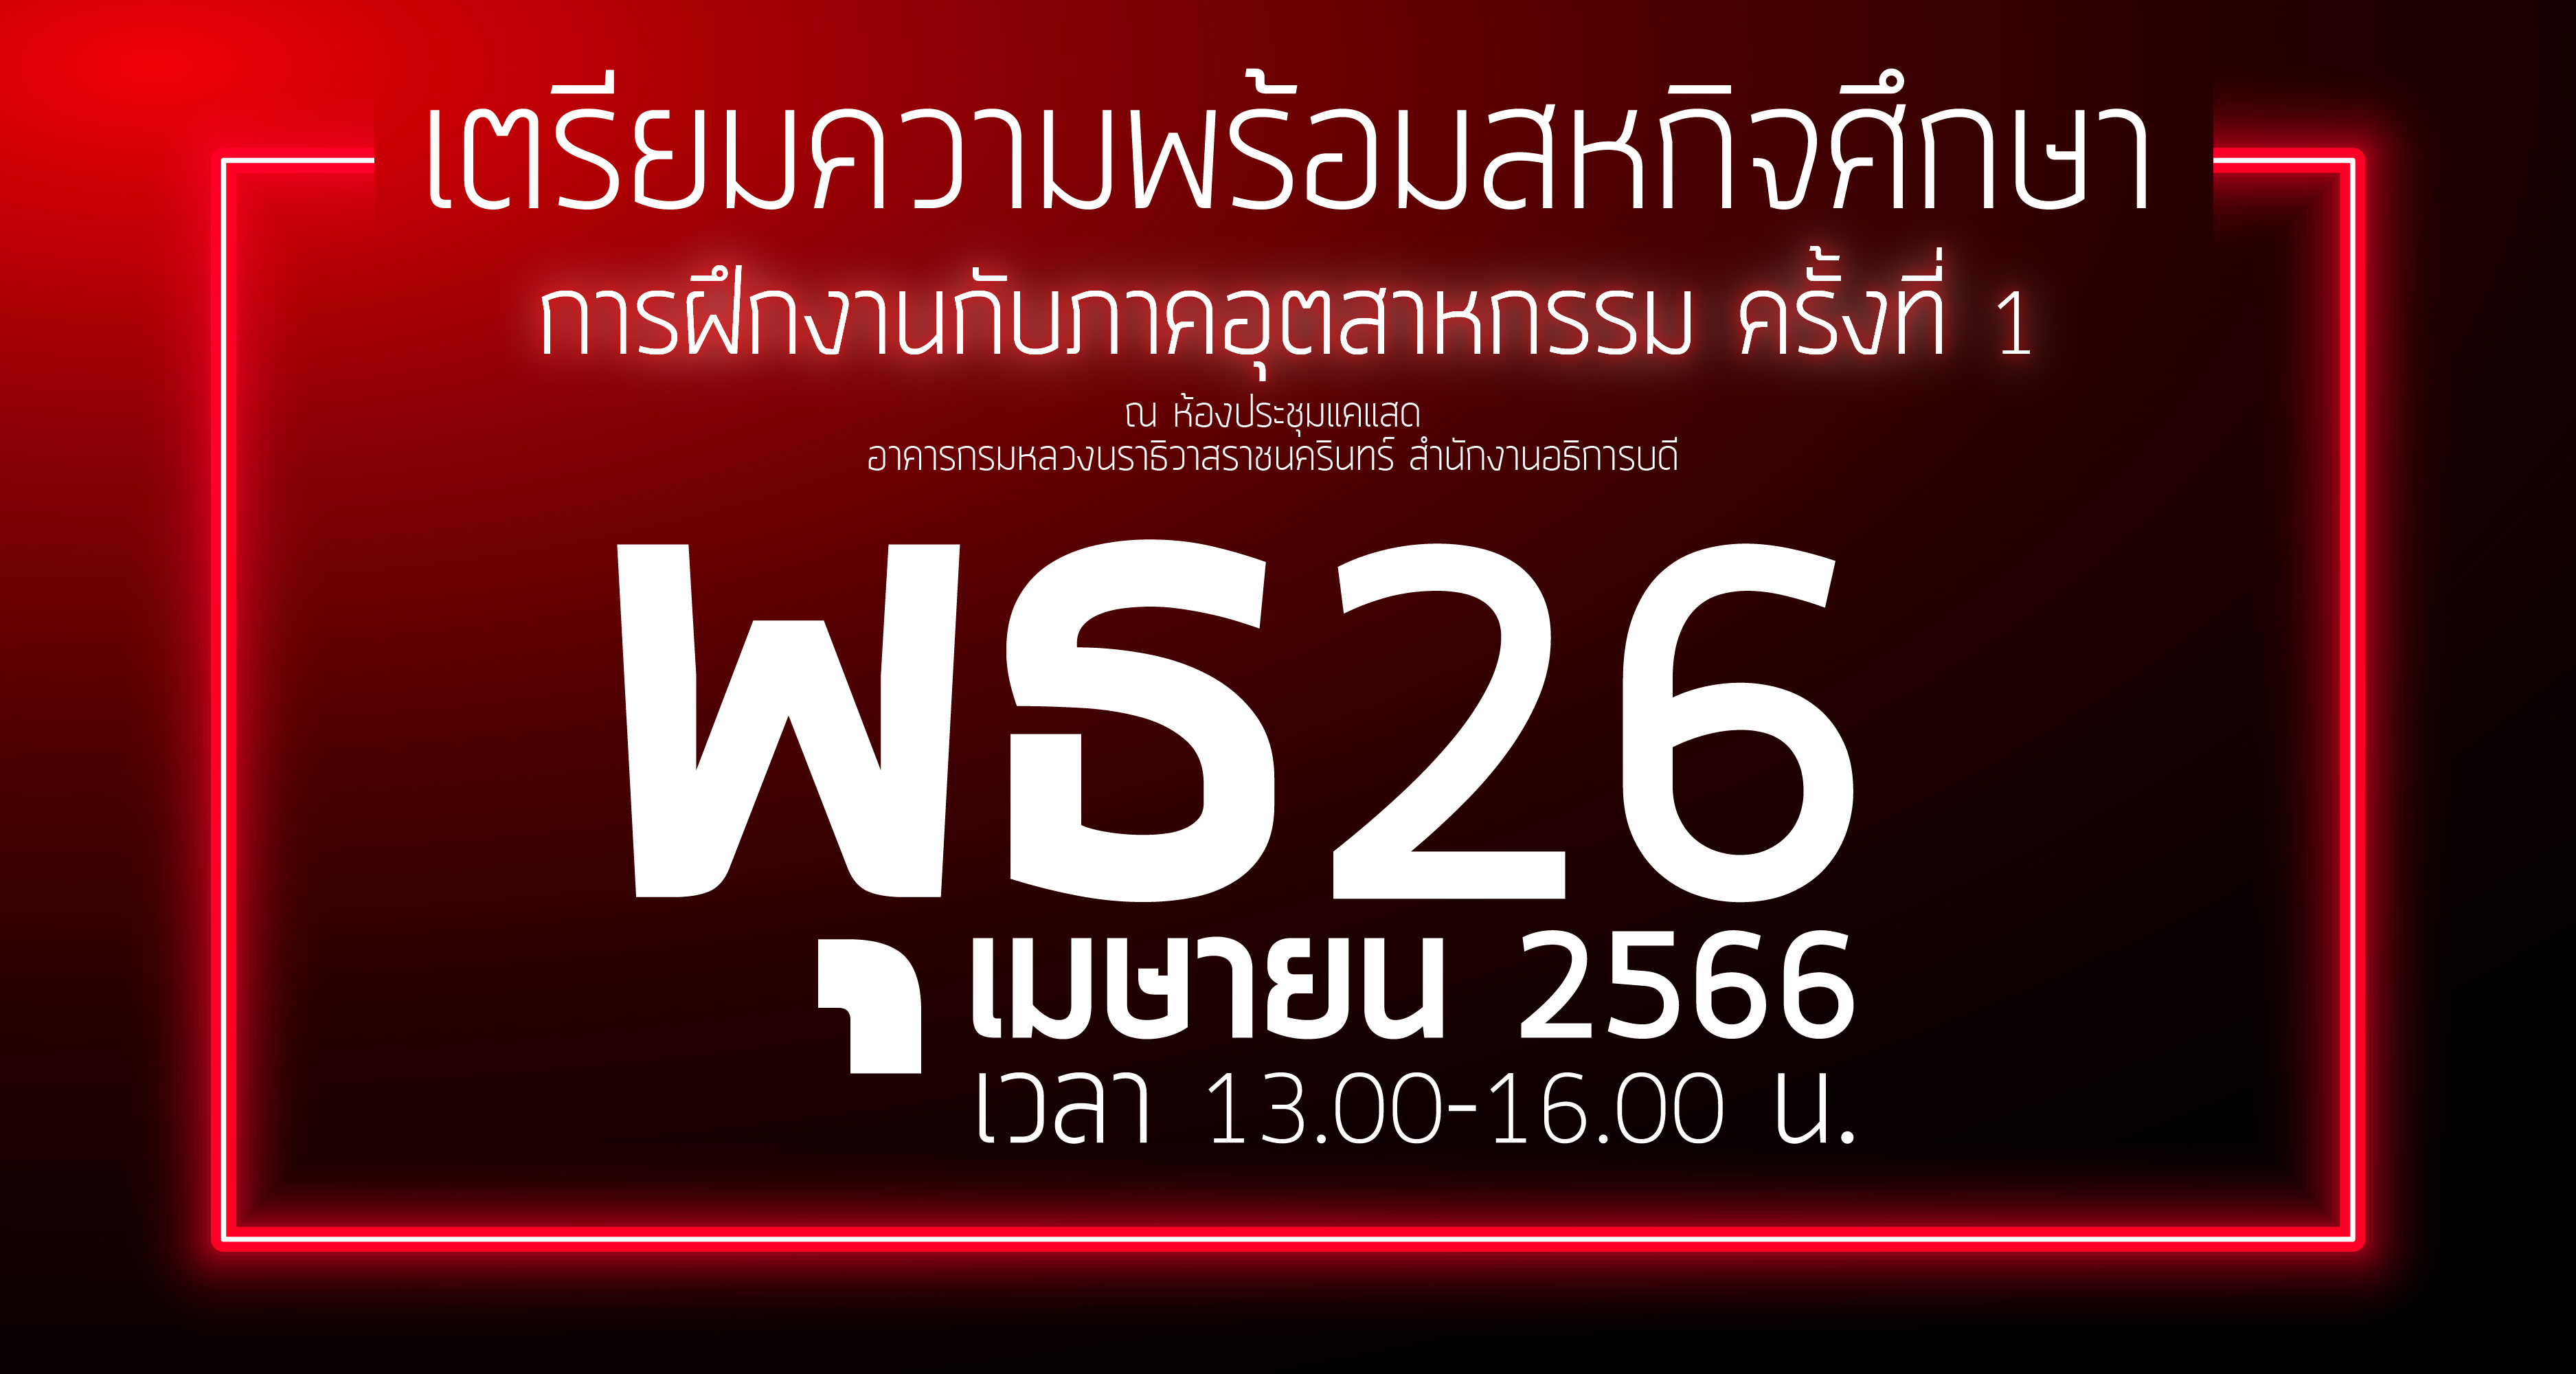 เตรียมความพร้อมสหกิจศึกษา
การฝึกงานกับภาคอุตสาหกรรม ครั้งที่ 1
ณ ห้องประชุมแคแสด
อาคารกรมหลวงนราธิวาสราชนครินทร์ สำนักงานอธิการบดี
พุธ26
เมษายน 2566
เวลา 13.00-16.00 น.